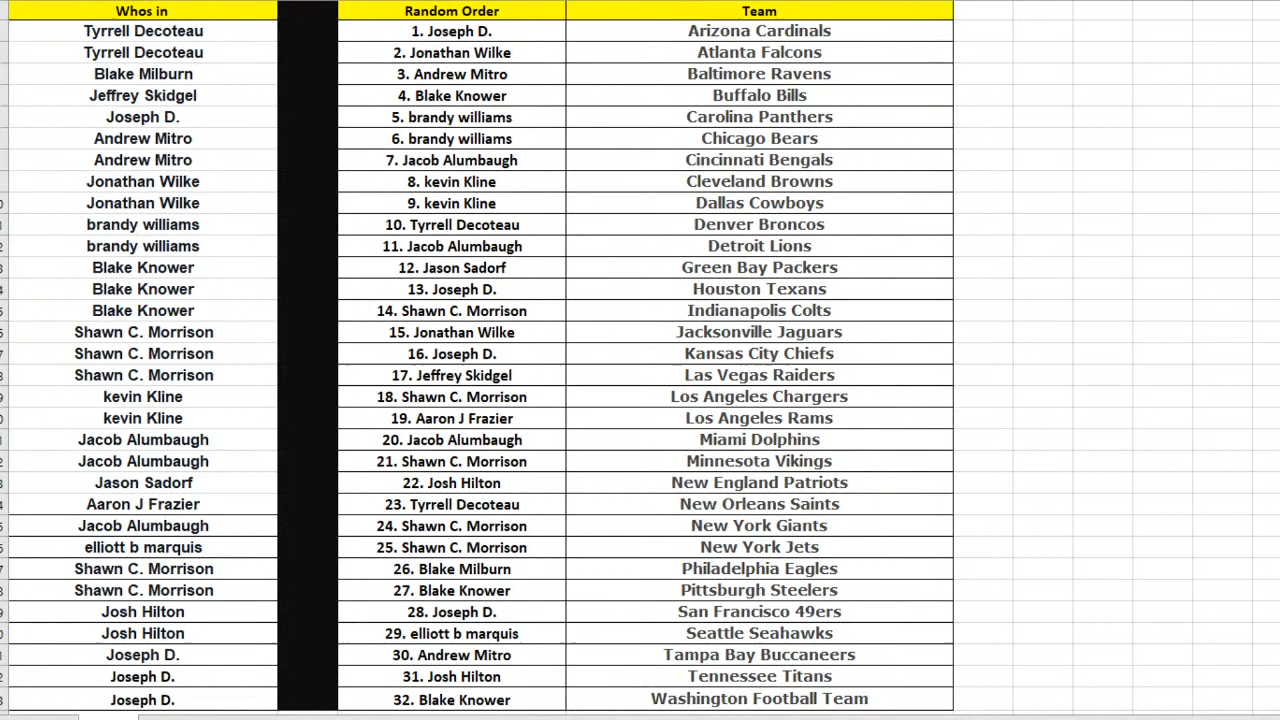 Whos in Random Order Team
Tyrrell Decoteau 1. Joseph D. Arizona Cardinals
Tyrrell Decoteau 2. Jonathan Wilke Atlanta Falcons
Blake Milburn 3. Andrew Mitro Baltimore Ravens
Jeffrey Skidgel 4. Blake Knower Buffalo Bills
Joseph D. 5. brandy williams Carolina Panthers
Andrew Mitro 6. brandy williams Chicago Bears
Andrew Mitro 7. Jacob Alumbaugh Cincinnati Bengals
Jonathan Wilke 8. kevin Kline Cleveland Browns
Jonathan Wilke 9. kevin Kline Dallas Cowboys
brandy williams 10. Tyrrell Decoteau Denver Broncos
brandy williams 11. Jacob Alumbaugh Detroit Lions
Blake Knower 12. Jason Sadorf Green Bay Packers
Blake Knower 13. Joseph D. Houston Texans
Blake Knower 14. Shawn C. Morrison Indianapolis Colts
Shawn C. Morrison 15. Jonathan Wilke Jacksonville Jaguars
Shawn C. Morrison 16. Joseph D. Kansas City Chiefs
Shawn C. Morrison 17. Jeffrey Skidgel Las Vegas Raiders
kevin Kline 18. Shawn C. Morrison Los Angeles Chargers
kevin Kline 19. Aaron J Frazier Los Angeles Rams
Jacob Alumbaugh 20. Jacob Alumbaugh Miami Dolphins
Jacob Alumbaugh 21. Shawn C. Morrison Minnesota Vikings
Jason Sadorf 22. Josh Hilton New England Patriots
Aaron J Frazier 23. Tyrrell Decoteau New Orleans Saints
Jacob Alumbaugh 24. Shawn C. Morrison New York Giants
elliott b marquis 25. Shawn C. Morrison New York Jets
Shawn C. Morrison 26. Blake Milburn Philadelphia Eagles
Shawn C. Morrison 27. Blake Knower Pittsburgh Steelers
Josh Hilton 28. Joseph D. San Francisco 49ers
Josh Hilton 29. elliott b marquis Seattle Seahawks
Joseph D. 30. Andrew Mitro Tampa Bay Buccaneers
Joseph D. 31. Josh Hilton Tennessee Titans
Joseph D. 32. Blake Knower Washington Football Team